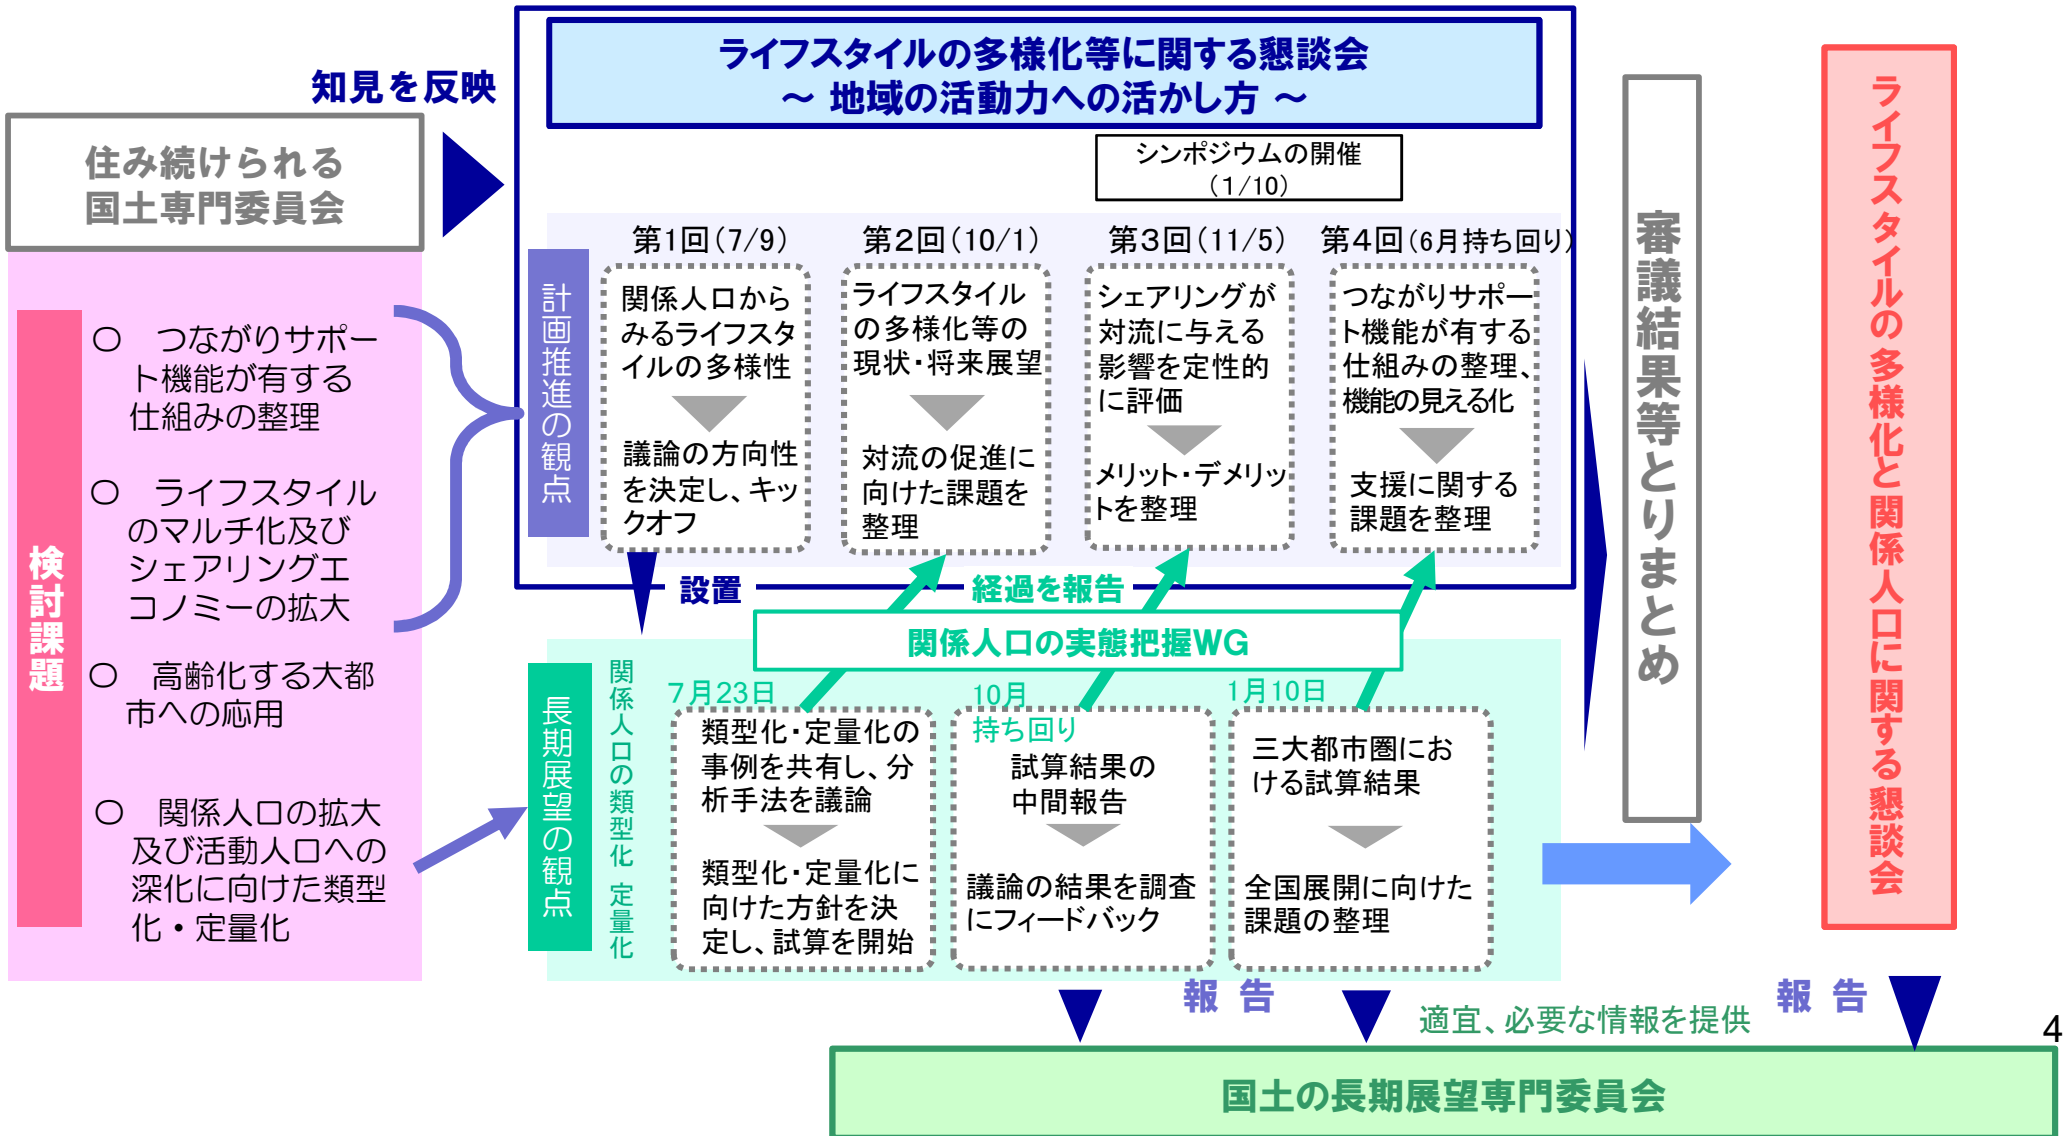 ライフスタイルの多様化等に関する懇談会
～ 地域の活動力への活かし方 ～
知見を反映
住み続けられる
国土専門委員会
シンポジウムの開催
(1/10)
検討課題
○ つながりサポー
ト機能が有する
仕組みの整理
○ ライフスタイル
のマルチ化及び
シェアリングエ
コノミーの拡大
○ 高齢化する大都
市への応用
○ 関係人口の拡大
及び活動人口への
深化に向けた類型
化・定量化
計画推進の観点
第1回(7/9)
関係人口から
みるライフスタ
イルの多様性
議論の方向性
を決定し、キッ
クオフ
第2回(10/1)
ライフスタイル
の多様化等の
現状・将来展望
対流の促進に
向けた課題を
整理
第3回(11/5)
シェアリングが
対流に与える
影響を定性的
に評価
メリット・デメリッ
トを整理
第4回(6月持ち回り)
つながりサポー
ト機能が有する
仕組みの整理、
機能の見える化
支援に関する
課題を整理
設置
経過を報告
関係人口の実態把握WG
長期展望の観点
関係人口の類型化 定量化
7月23日
類型化・定量化の
事例を共有し、分
析手法を議論
類型化・定量化に
向けた方針を決
定し、試算を開始
10月
持ち回り
試算結果の
中間報告
議論の結果を調査
にフィードバック
1月10日
三大都市圏にお
ける試算結果
全国展開に向けた
課題の整理
審議結果等とりまとめ
ライフスタイルの多様化と関係人口に関する懇談会
報 告
適宜、必要な情報を提供
報 告
国土の長期展望専門委員会
4